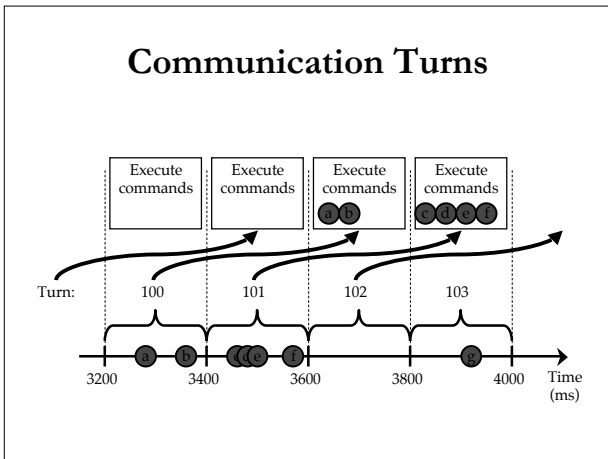 Communication Turns
Execute commands
Execute commands
Execute commands
Execute commands
a b
c d e f
Turn: 100 101 102 103
a b c d e f g
3200 3400 3600 3800 4000 Time
(ms)